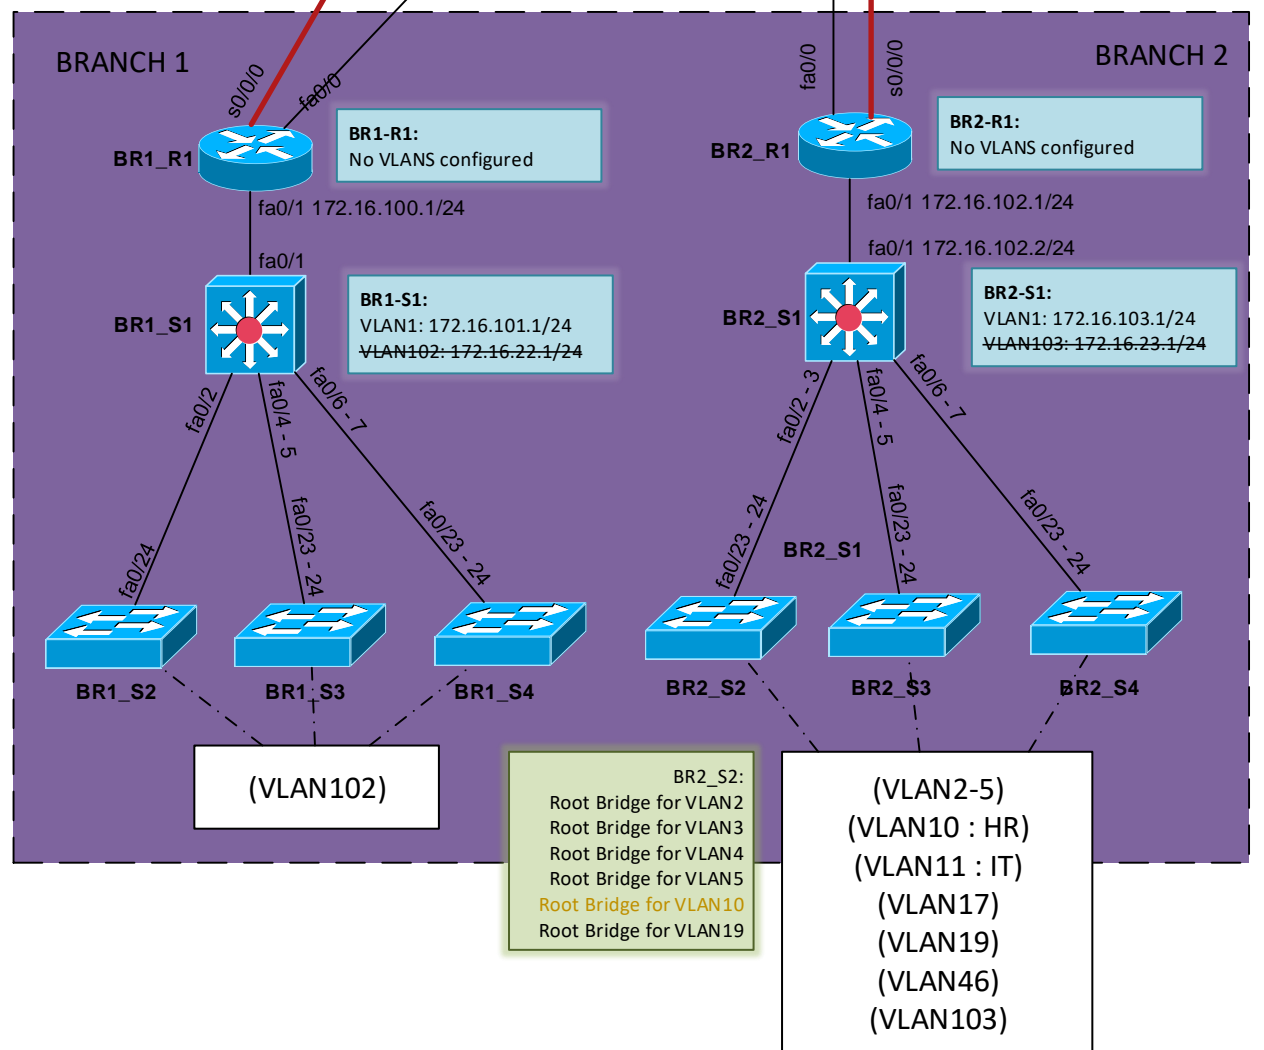 BRANCH 1
s0/0/0
fa0/0
BR1_R1
BR1-R1:
No VLANS configured
fa0/1 172.16.100.1/24
fa0/1
BR1_S1
BR1-S1:
VLAN1: 172.16.101.1/24
VLAN102: 172.16.22.1/24
fa0/2
fa0/4 - 5
fa0/6 - 7
fa0/24
fa0/23 - 24
fa0/23 - 24
BR1_S2
BR1_S3
BR1_S4
(VLAN102)
BRANCH 2
fa0/0
s0/0/0
BR2_R1
BR2-R1:
No VLANS configured
fa0/1 172.16.102.1/24
fa0/1 172.16.102.2/24
BR2_S1
BR2-S1:
VLAN1: 172.16.103.1/24
VLAN103: 172.16.23.1/24
fa0/2 - 3
fa0/4 - 5
fa0/6 - 7
fa0/23 - 24
BR2_S1
fa0/23 - 24
fa0/23 - 24
BR2_S2
BR2_S3
BR2_S4
BR2_S2:
Root Bridge for VLAN2
Root Bridge for VLAN3
Root Bridge for VLAN4
Root Bridge for VLAN5
Root Bridge for VLAN10
Root Bridge for VLAN19
(VLAN2-5)
(VLAN10 : HR)
(VLAN11 : IT)
(VLAN17)
(VLAN19)
(VLAN46)
(VLAN103)